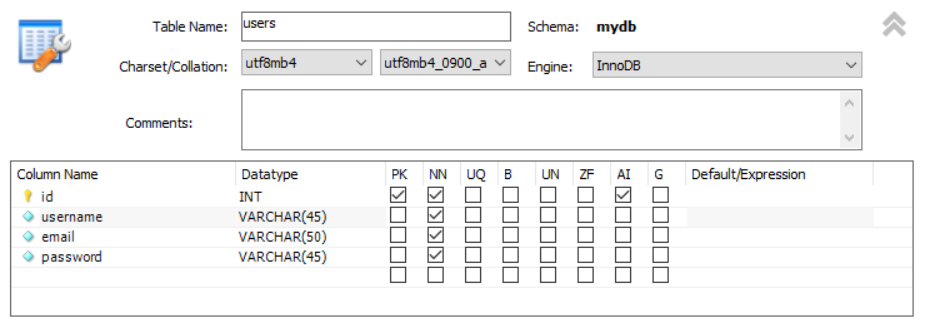 Table Name: users Schema: mydb
Charset/Collation: utf8mb4 utf8mb4_0900_a Engine: InnoDB
Comments:
Column Name Datatype PK NN UQ B UN ZF AI G Default/Expression
id INT
username VARCHAR(45)
email VARCHAR(50)
password VARCHAR(45)